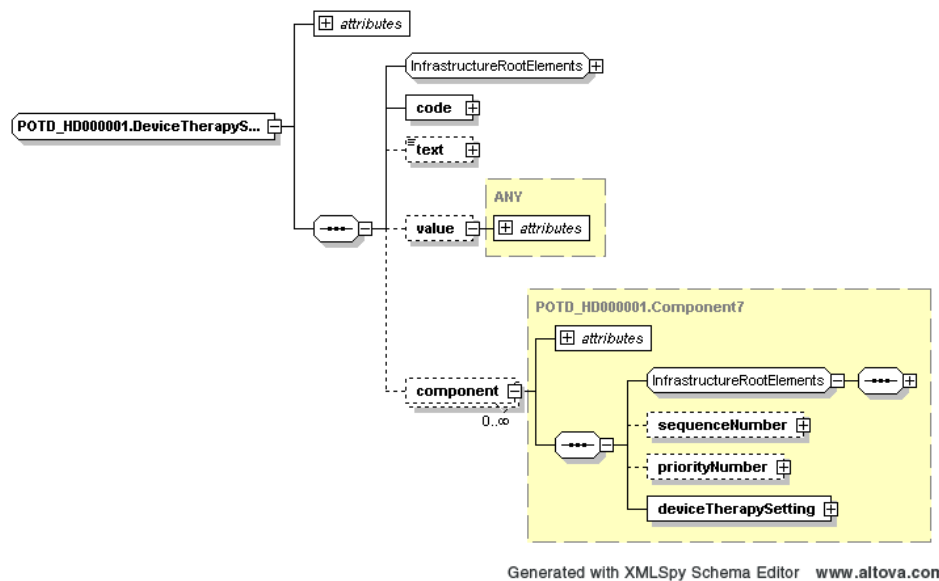 attributes
InfrastructureRootElements
code
POTD_HD000001.DeviceTherapyS...
text
ANY
value
attributes
POTD_HD000001.Component7
attributes
InfrastructureRootElements
component
0..∞
sequenceNumber
priorityNumber
deviceTherapySetting
Generated with XMLSpy Schema Editor www.altova.con